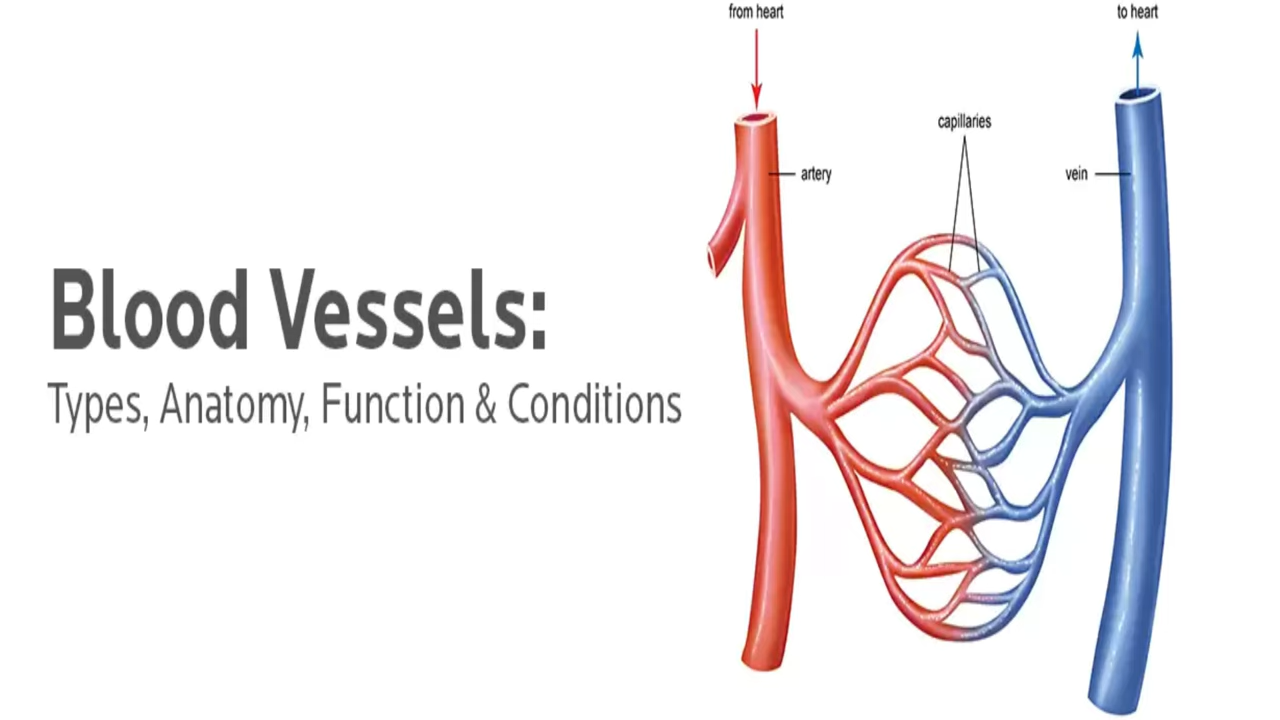 Blood Vessels:
Types, Anatomy, Function & Conditions
from heart
to heart
capillaries
artery
vein